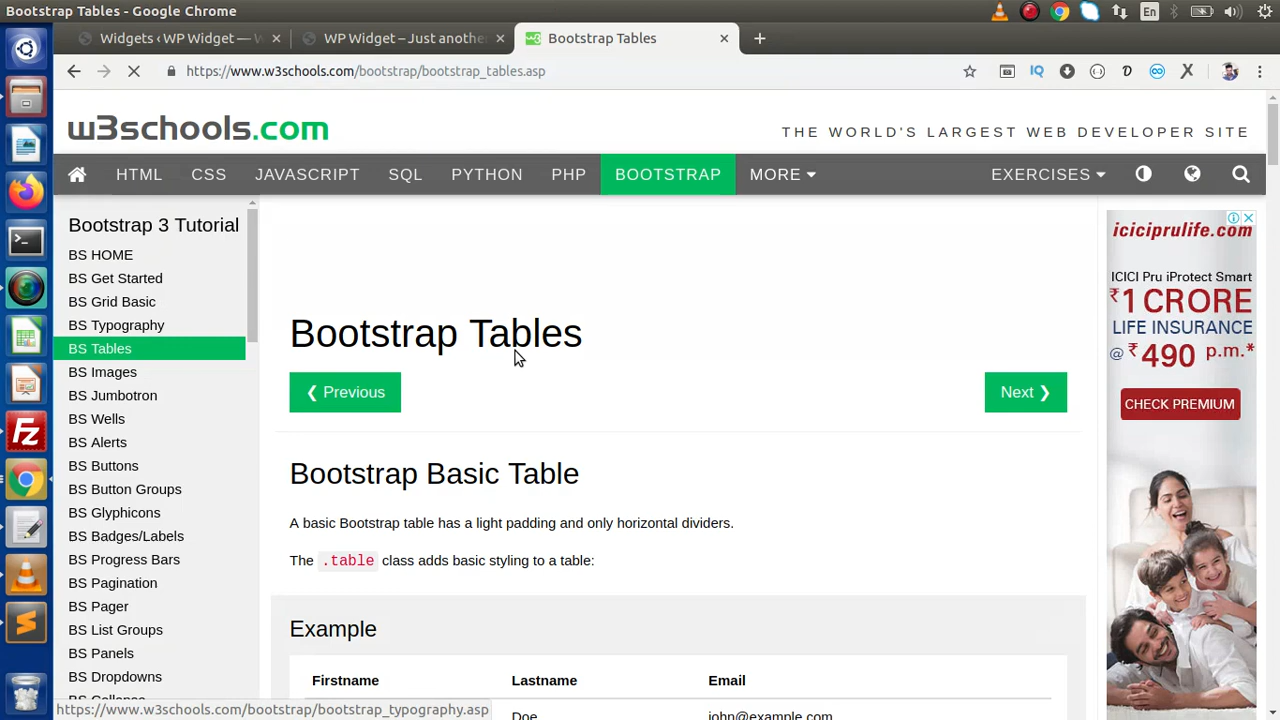 Bootstrap Tables - Google Chrome
En
Widgets ‹ WP Widget — W
WP Widget – Just another
Bootstrap Tables
https://www.w3schools.com/bootstrap/bootstrap_tables.asp
IQ
w3schools.com
THE WORLD'S LARGEST WEB DEVELOPER SITE
HTML
CSS
JAVASCRIPT
SQL
PYTHON
PHP
BOOTSTRAP
MORE
EXERCISES
Bootstrap 3 Tutorial
BS HOME
BS Get Started
BS Grid Basic
BS Typography
BS Tables
BS Images
BS Jumbotron
BS Wells
BS Alerts
BS Buttons
BS Button Groups
BS Glyphicons
BS Badges/Labels
BS Progress Bars
BS Pagination
BS Pager
BS List Groups
BS Panels
BS Dropdowns
https://www.w3schools.com/bootstrap/bootstrap_typography.asp
Bootstrap Tables
❮ Previous
Next ❯
Bootstrap Basic Table
A basic Bootstrap table has a light padding and only horizontal dividers.
The .table class adds basic styling to a table:
Example
Firstname
Lastname
Email
Doe
john@example.com
iciciprulife.com
ICICI Pru iProtect Smart
₹1 CRORE
LIFE INSURANCE
@ ₹490 p.m.*
CHECK PREMIUM